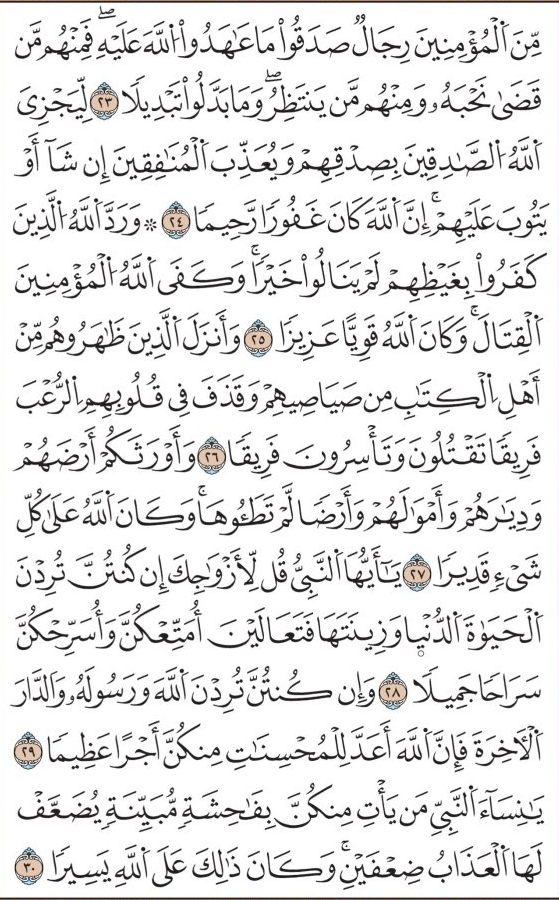 مِّنَ ٱلْمُؤْمِنِينَ رِجَالٌ صَدَقُوا۟ مَا عَٰهَدُوا۟ ٱللَّهَ عَلَيْهِ ۖ فَمِنْهُم مَّن
قَضَىٰ نَحْبَهُۥ وَمِنْهُم مَّن يَنتَظِرُ ۖ وَمَا بَدَّلُوا۟ تَبْدِيلًا ٢٣ لِّيَجْزِىَ
ٱللَّهُ ٱلصَّٰدِقِينَ بِصِدْقِهِمْ وَيُعَذِّبَ ٱلْمُنَٰفِقِينَ إِن شَآءَ أَوْ
يَتُوبَ عَلَيْهِمْ ۚ إِنَّ ٱللَّهَ كَانَ غَفُورًا رَّحِيمًا ٢٤ ۞ وَرَدَّ ٱللَّهُ ٱلَّذِينَ
كَفَرُوا۟ بِغَيْظِهِمْ لَمْ يَنَالُوا۟ خَيْرًا ۚ وَكَفَى ٱللَّهُ ٱلْمُؤْمِنِينَ
ٱلْقِتَالَ ۚ وَكَانَ ٱللَّهُ قَوِيًّا عَزِيزًا ٢٥ وَأَنزَلَ ٱلَّذِينَ ظَٰهَرُوهُم مِّنْ
أَهْلِ ٱلْكِتَٰبِ مِن صَيَاصِيهِمْ وَقَذَفَ فِى قُلُوبِهِمُ ٱلرُّعْبَ
فَرِيقًا تَقْتُلُونَ وَتَأْسِرُونَ فَرِيقًا ٢٦ وَأَوْرَثَكُمْ أَرْضَهُمْ
وَدِيَٰرَهُمْ وَأَمْوَٰلَهُمْ وَأَرْضًا لَّمْ تَطَـُٔوهَا ۚ وَكَانَ ٱللَّهُ عَلَىٰ كُلِّ
شَىْءٍ قَدِيرًا ٢٧ يَٰٓأَيُّهَا ٱلنَّبِىُّ قُل لِّأَزْوَٰجِكَ إِن كُنتُنَّ تُرِدْنَ
ٱلْحَيَوٰةَ ٱلدُّنْيَا وَزِينَتَهَا فَتَعَالَيْنَ أُمَتِّعْكُنَّ وَأُسَرِّحْكُنَّ
سَرَاحًا جَمِيلًا ٢٨ وَإِن كُنتُنَّ تُرِدْنَ ٱللَّهَ وَرَسُولَهُۥ وَٱلدَّارَ
ٱلْءَاخِرَةَ فَإِنَّ ٱللَّهَ أَعَدَّ لِلْمُحْسِنَٰتِ مِنكُنَّ أَجْرًا عَظِيمًا ٢٩
يَٰنِسَآءَ ٱلنَّبِىِّ مَن يَأْتِ مِنكُنَّ بِفَٰحِشَةٍ مُّبَيِّنَةٍ يُضَٰعَفْ
لَهَا ٱلْعَذَابُ ضِعْفَيْنِ ۚ وَكَانَ ذَٰلِكَ عَلَى ٱللَّهِ يَسِيرًا ٣٠